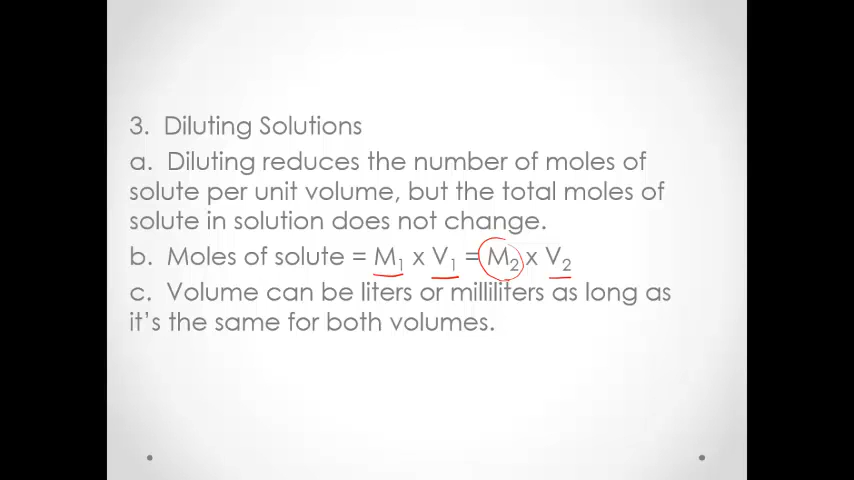 3. Diluting Solutions
a. Diluting reduces the number of moles of
solute per unit volume, but the total moles of
solute in solution does not change.
b. Moles of solute = M₁ x V₁ = M₂ x V₂
c. Volume can be liters or milliliters as long as
it's the same for both volumes.